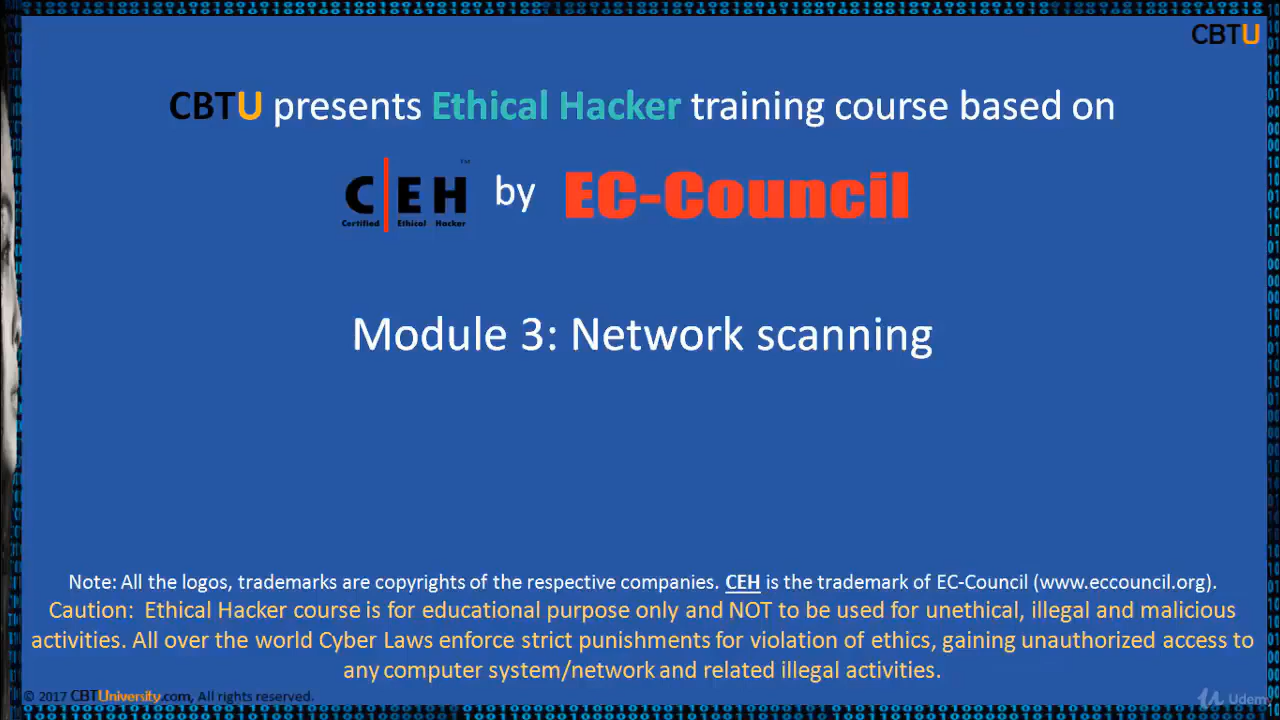 CBTU
CBTU presents Ethical Hacker training course based on
C|EH™ by EC-Council
Certified Ethical Hacker
Module 3: Network scanning
Note: All the logos, trademarks are copyrights of the respective companies. CEH is the trademark of EC-Council (www.eccouncil.org).
Caution: Ethical Hacker course is for educational purpose only and NOT to be used for unethical, illegal and malicious
activities. All over the world Cyber Laws enforce strict punishments for violation of ethics, gaining unauthorized access to
any computer system/network and related illegal activities.
© 2017 CBTUniversity.com, All rights reserved.
Udemy